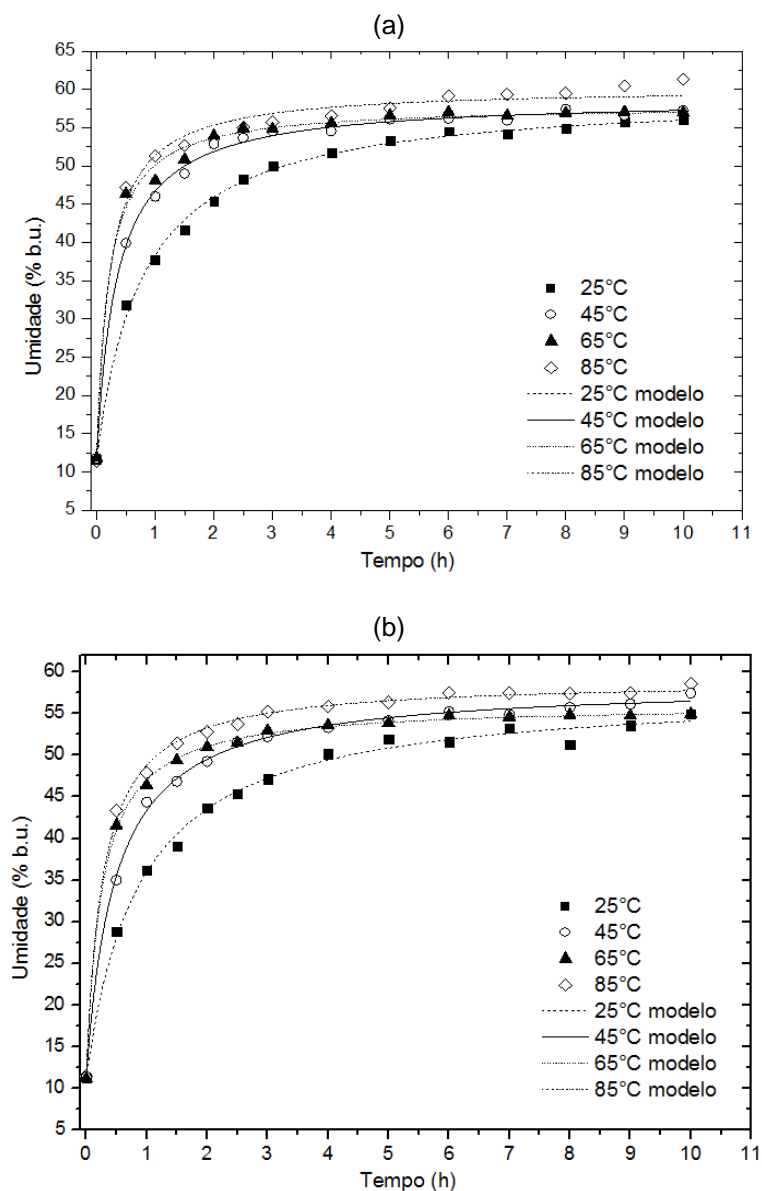 (a)
65
60
55
50
45
40
35
30
25
20
15
10
5
Umidade (% b.u.)
25°C
45°C
65°C
85°C
25°C modelo
45°C modelo
65°C modelo
85°C modelo
0 1 2 3 4 5 6 7 8 9 10 11
Tempo (h)
(b)
60
55
50
45
40
35
30
25
20
15
10
5
Umidade (% b.u.)
25°C
45°C
65°C
85°C
25°C modelo
45°C modelo
65°C modelo
85°C modelo
0 1 2 3 4 5 6 7 8 9 10 11
Tempo (h)